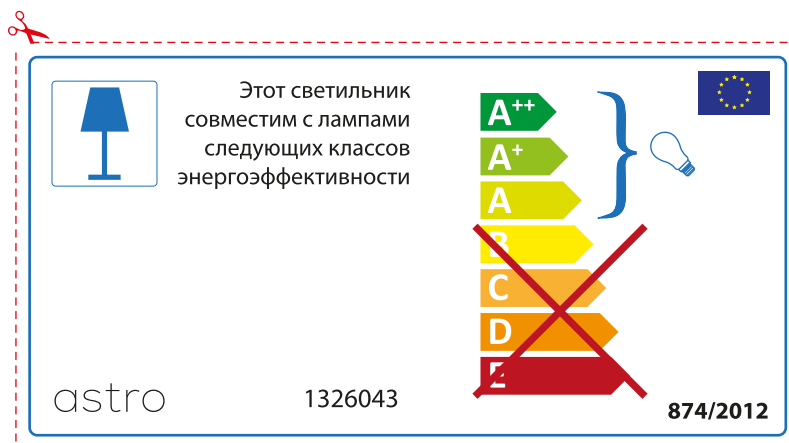 Этот светильник
совместим с лампами
следующих классов
энергоэффективности
A++
A+
A
B
C
D
E
astro
1326043
874/2012